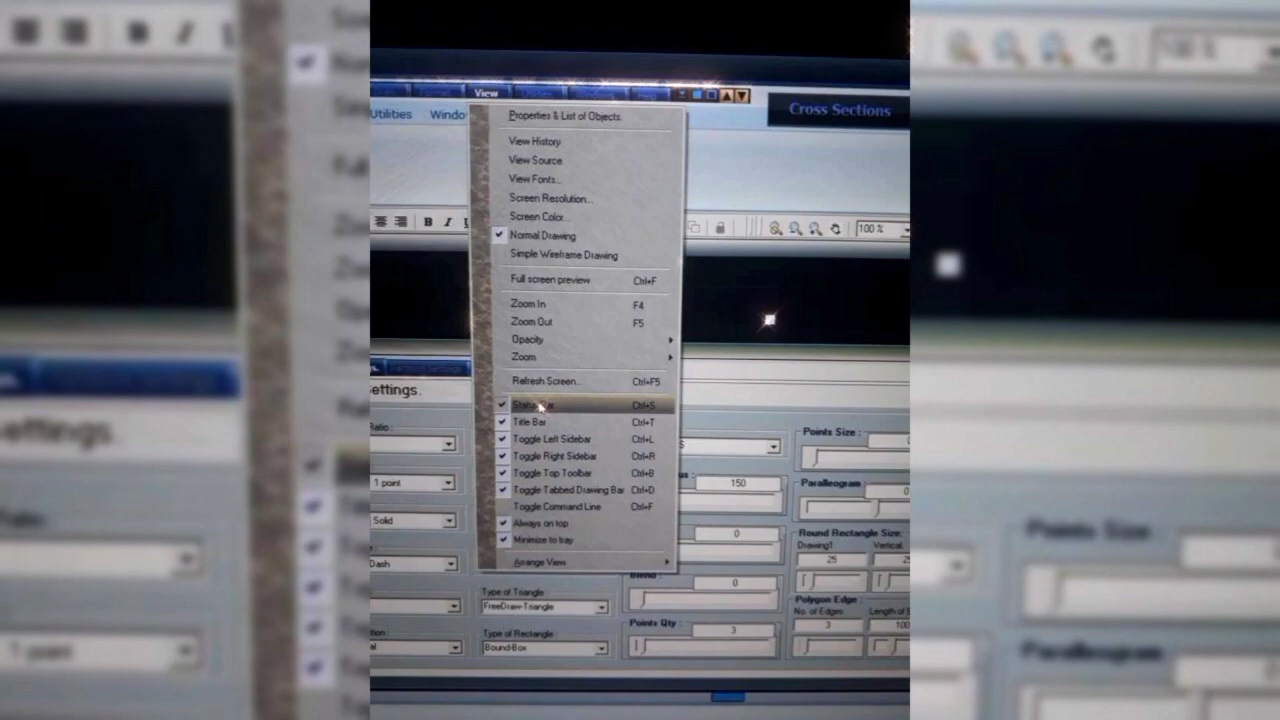 View
Utilities
Cross Sections
Properties & List of Objects.
View History
View Source
View Fonts...
Screen Resolution...
Screen Color...
B I
100 %
Normal Drawing
Simple Wireframe Drawing
Full screen preview Ctrl+F
Zoom In F4
Zoom Out F5
Opacity
Zoom
Refresh Screen... Ctrl+F5
Ctrl+S
Title Bar Ctrl+T
Toggle Left Sidebar Ctrl+L
Toggle Right Sidebar Ctrl+R
Toggle Top Toolbar Ctrl+B
Toggle Tabbed Drawing Bar Ctrl+D
Toggle Command Line Ctrl+F
Always on top
Minimize to tray
Arrange View
1 point
Solid
Dash
Type of Triangle
FreeDraw-Triangle
Type of Rectangle
Bound-Box
150
0
0
Points Qty :
3
Points Size :
Paralleogram :
0
Round Rectangle Size:
Drawing1 Vertical.
25
Polygon Edge :
No. of Edges
3 100